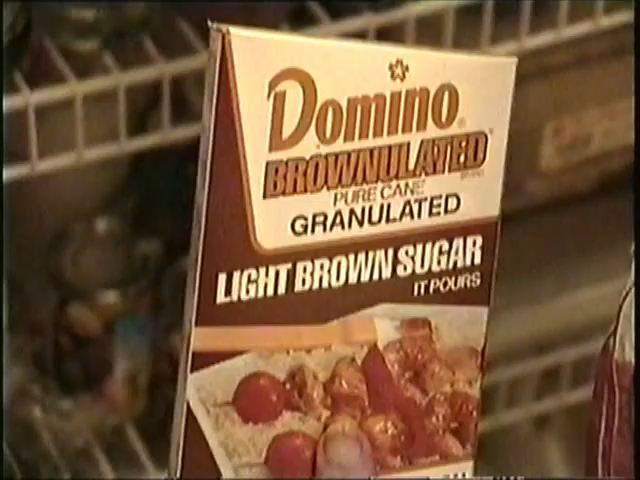 Domino
BROWNULATED
PURE CANE
GRANULATED
LIGHT BROWN SUGAR
IT POURS